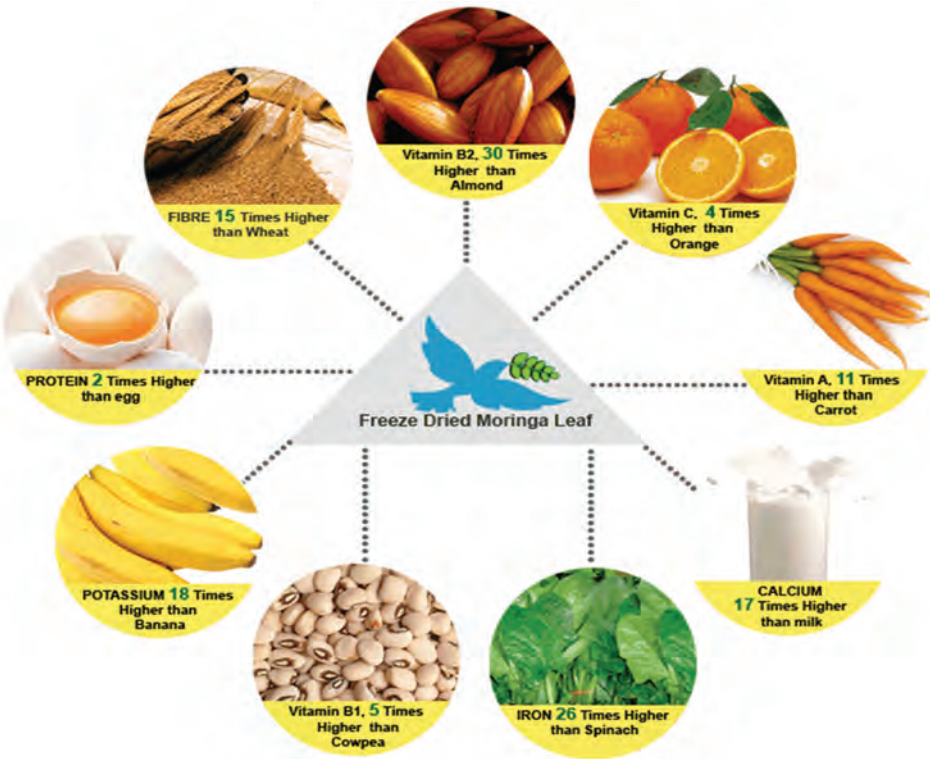 Vitamin B2, 30 Times
Higher than
Almond
FIBRE 15 Times Higher
than Wheat
Vitamin C, 4 Times
Higher than
Orange
PROTEIN 2 Times Higher
than egg
Vitamin A, 11 Times
Higher than
Carrot
Freeze Dried Moringa Leaf
POTASSIUM 18 Times
Higher than
Banana
CALCIUM
17 Times Higher
than milk
Vitamin B1, 5 Times
Higher than
Cowpea
IRON 26 Times Higher
than Spinach